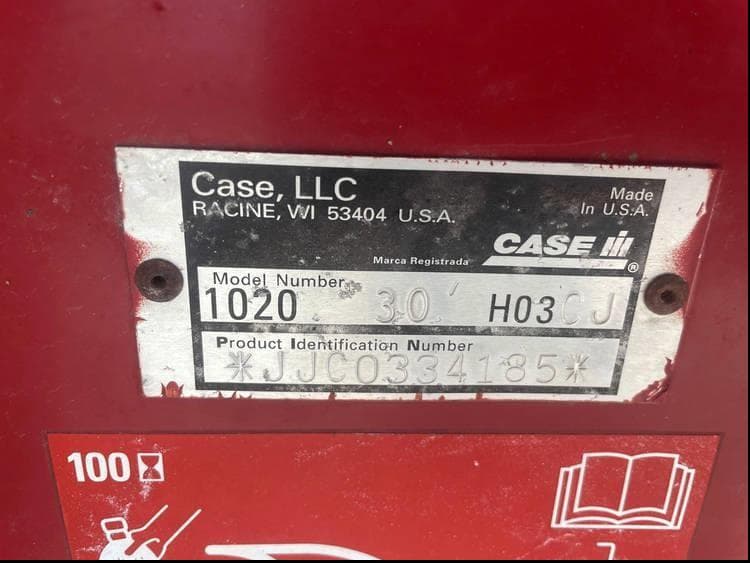 Case, LLC
RACINE, WI 53404 U.S.A.
Made
In U.S.A.
Marca Registrada
CASE IH ®
Model Number
1020 30' H03CJ
Product Identification Number
*JJC0334185*
100